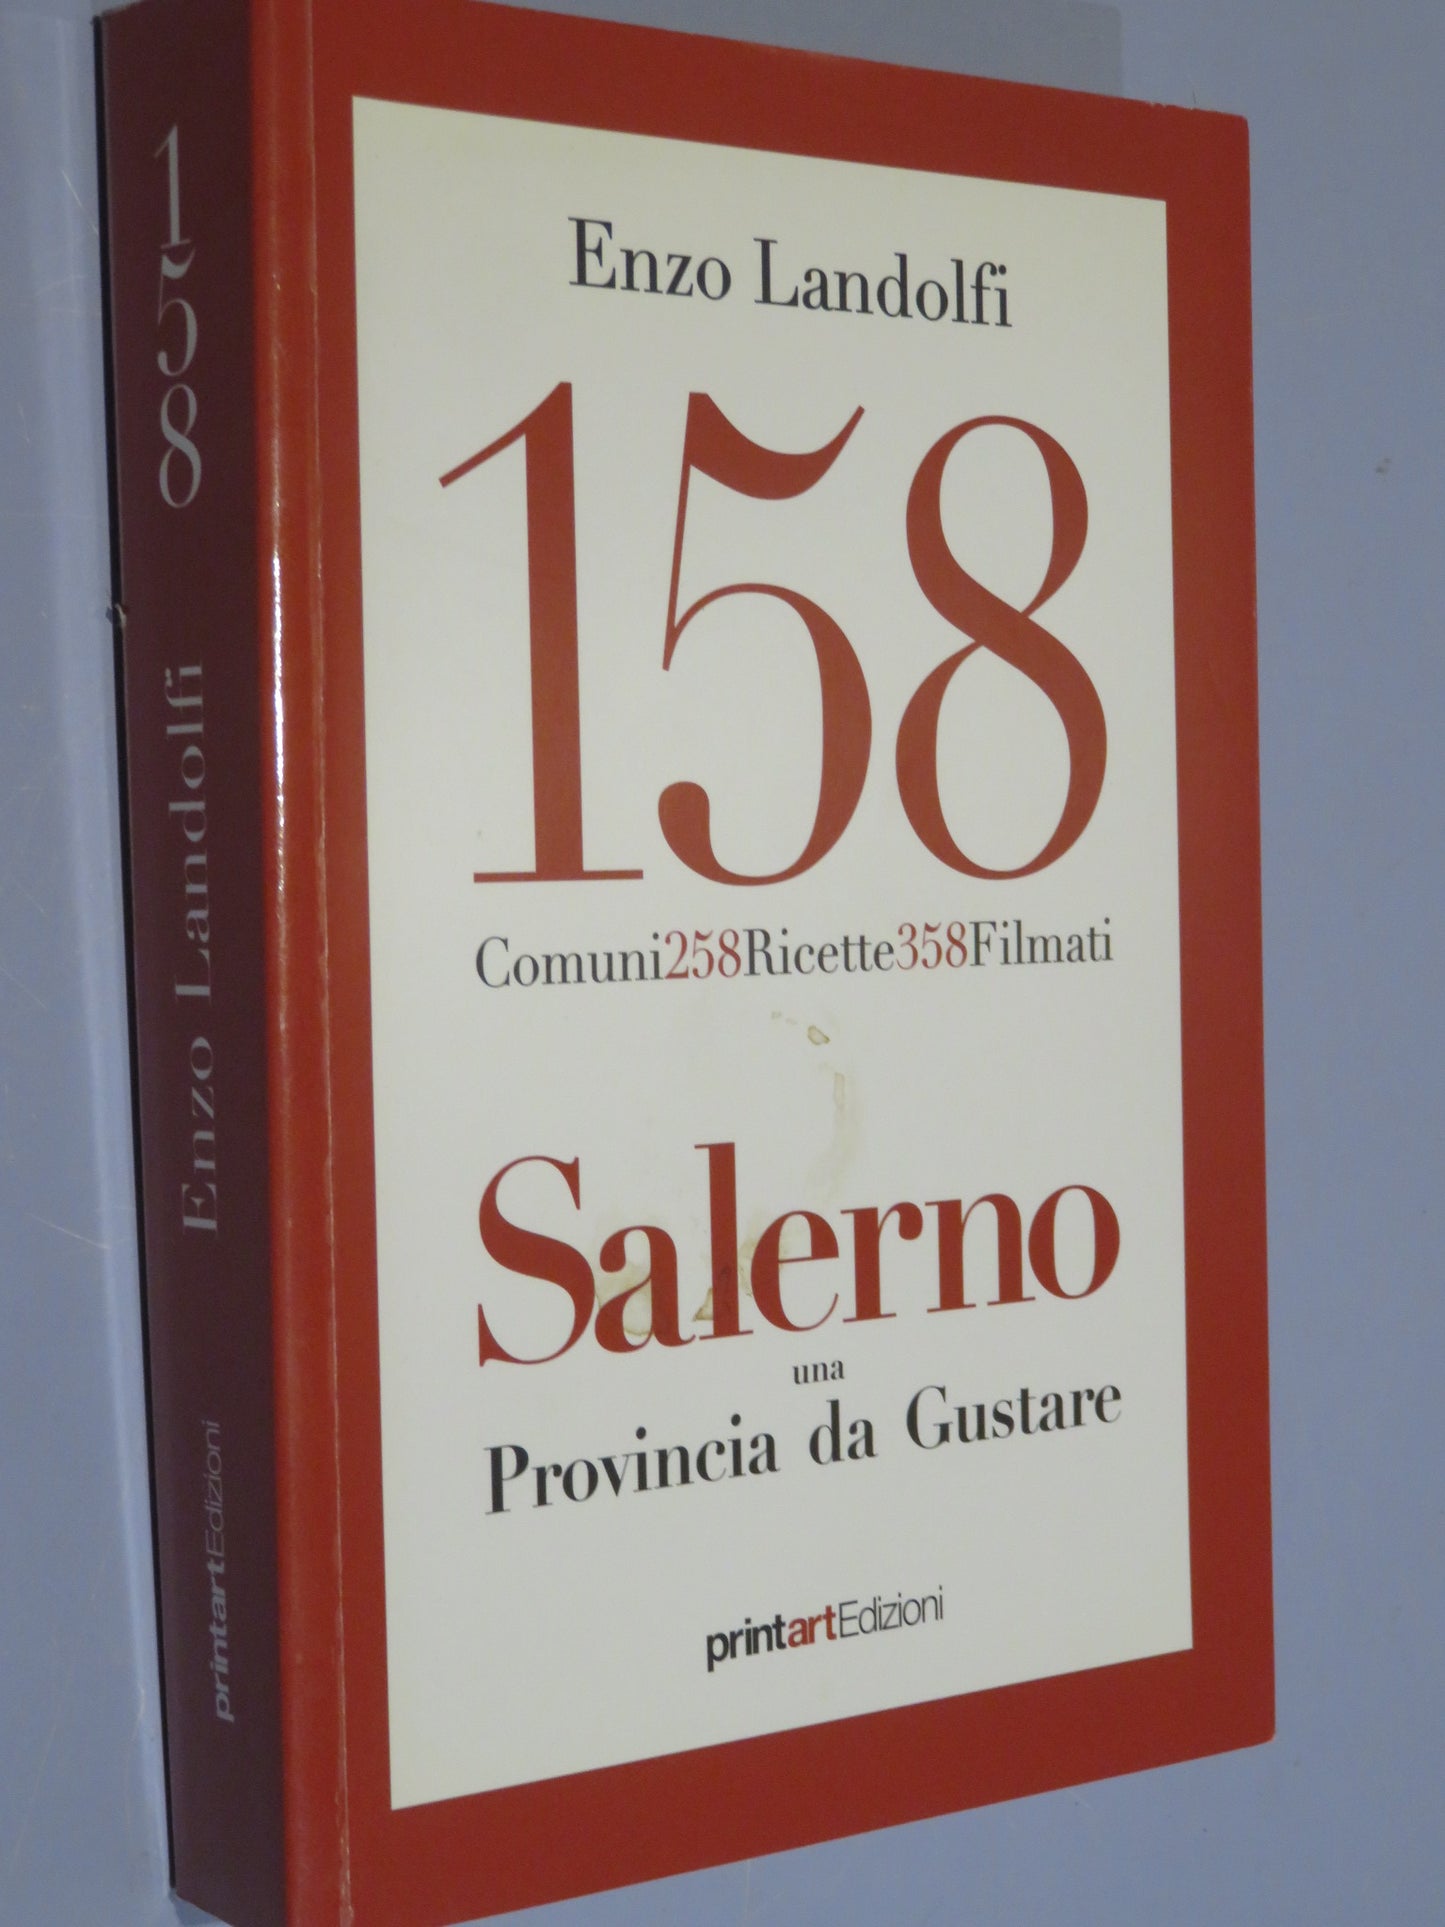 Enzo Landolfi
158
Comuni258Ricette358Filmati
Salerno
una
Provincia da Gustare
printartEdizioni
158
Enzo Landolfi
printartEdizioni